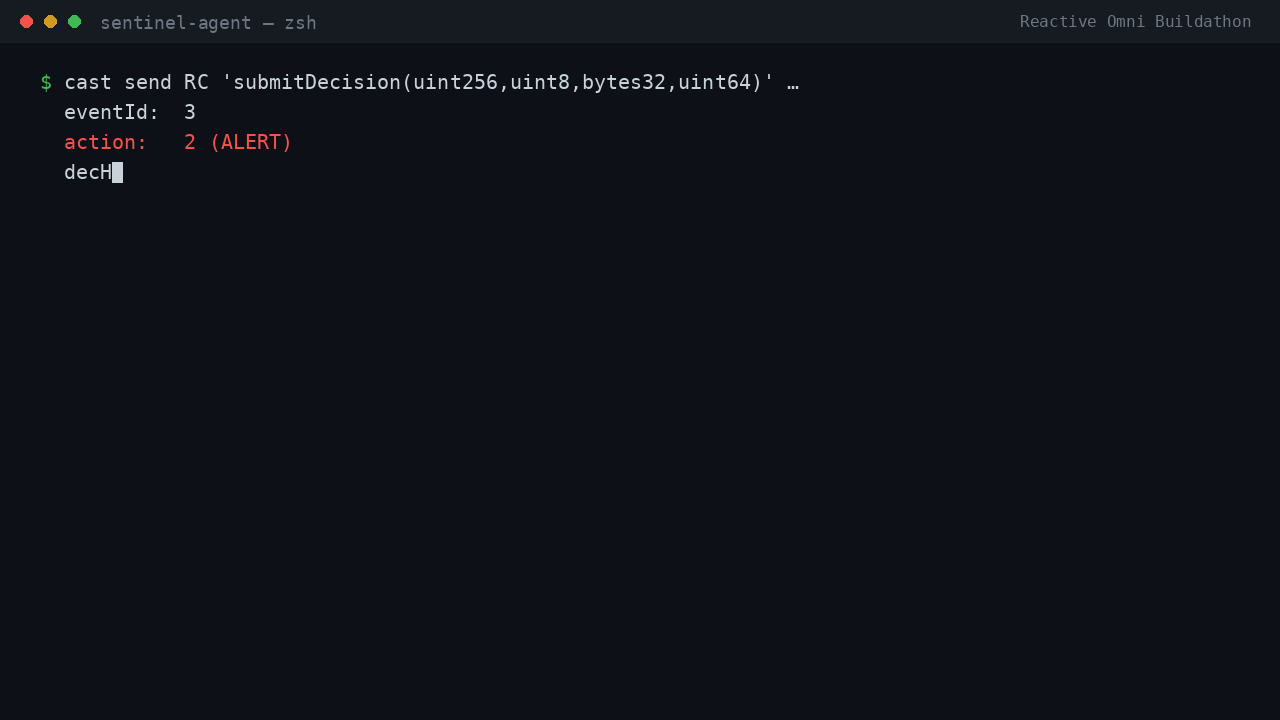 sentinel-agent — zsh
Reactive Omni Buildathon
$ cast send RC 'submitDecision(uint256,uint8,bytes32,uint64)' …
eventId:  3
action:   2 (ALERT)
decH